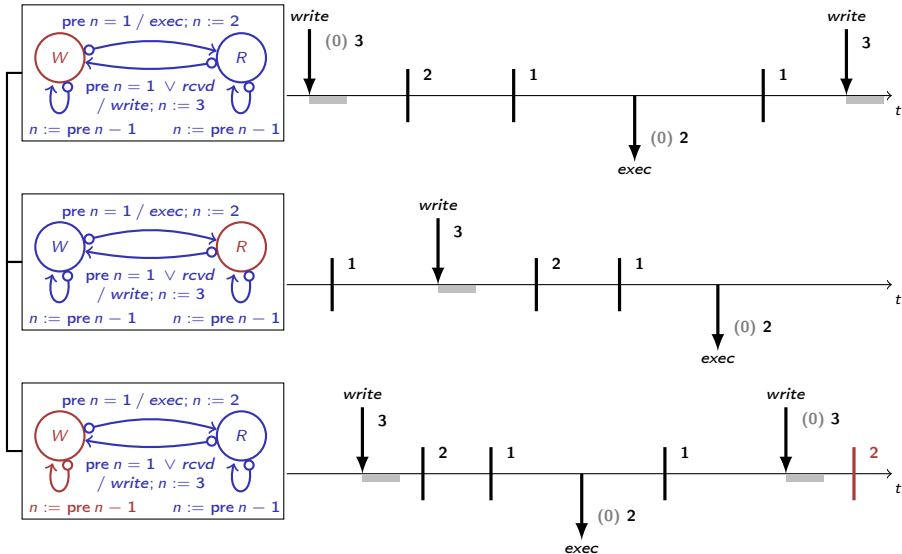 pre n = 1 / exec; n := 2
W
R
pre n = 1 ∨ rcvd
/ write; n := 3
n := pre n − 1
n := pre n − 1
write
(0) 3
2
1
(0) 2
exec
1
write
3
t
pre n = 1 / exec; n := 2
W
R
pre n = 1 ∨ rcvd
/ write; n := 3
n := pre n − 1
n := pre n − 1
1
write
3
2
1
(0) 2
exec
t
pre n = 1 / exec; n := 2
W
R
pre n = 1 ∨ rcvd
/ write; n := 3
n := pre n − 1
n := pre n − 1
write
3
2
1
(0) 2
exec
1
write
(0) 3
2
t